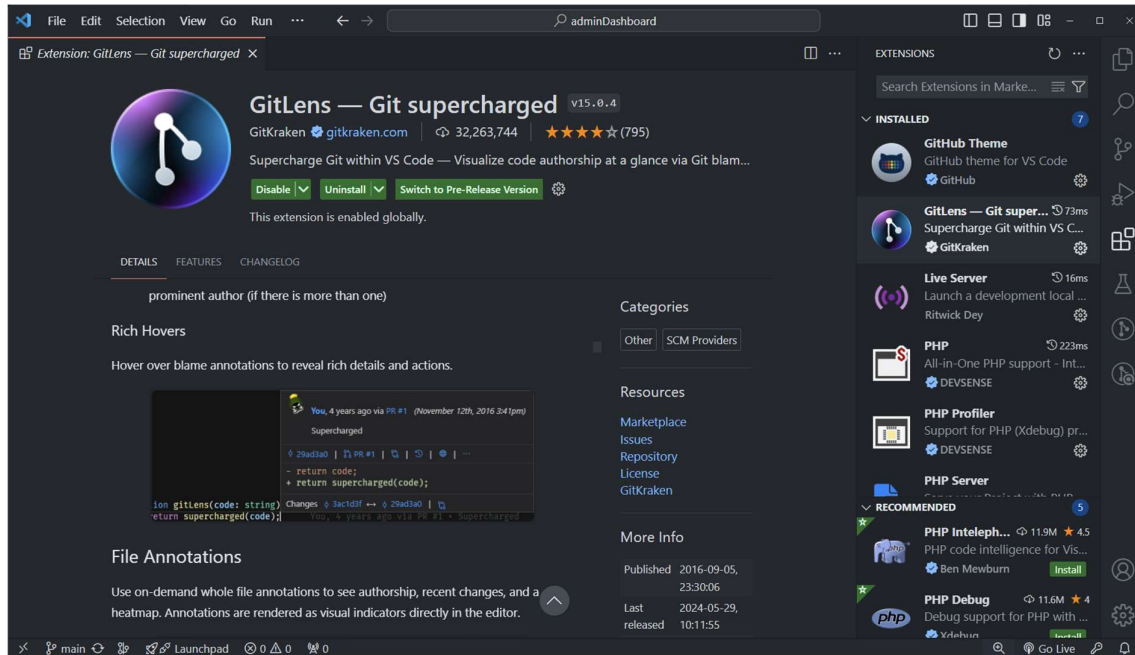 File Edit Selection View Go Run ··· adminDashboard
Extension: GitLens — Git supercharged
GitLens — Git supercharged v15.0.4
GitKraken gitkraken.com 32,263,744 (795)
Supercharge Git within VS Code — Visualize code authorship at a glance via Git blam...
Disable Uninstall Switch to Pre-Release Version
This extension is enabled globally.
DETAILS FEATURES CHANGELOG
prominent author (if there is more than one)
Rich Hovers
Hover over blame annotations to reveal rich details and actions.
You, 4 years ago via PR #1 (November 12th, 2016 3:41pm)
Supercharged
29ad3a0 | PR #1
- return code;
+ return supercharged(code);
Changes 3ac1d3f ↔ 29ad3a0
ion gitLens(code: string)
eturn supercharged(code); You, 4 years ago via PR #1 • Supercharged
File Annotations
Use on-demand whole file annotations to see authorship, recent changes, and a
heatmap. Annotations are rendered as visual indicators directly in the editor.
Categories
Other SCM Providers
Resources
Marketplace
Issues
Repository
License
GitKraken
More Info
Published 2016-09-05,
23:30:06
Last 2024-05-29,
released 10:11:55
EXTENSIONS
Search Extensions in Marke...
INSTALLED 7
GitHub Theme
GitHub theme for VS Code
GitHub
GitLens — Git super... 73ms
Supercharge Git within VS C...
GitKraken
Live Server 16ms
Launch a development local ...
Ritwick Dey
PHP 223ms
All-in-One PHP support - Int...
DEVSENSE
PHP Profiler
Support for PHP (Xdebug) pr...
DEVSENSE
PHP Server
RECOMMENDED 5
PHP Inteleph... 11.9M 4.5
PHP code intelligence for Vis...
Ben Mewburn Install
PHP Debug 11.6M 4
Debug support for PHP with ...
Xdebug Install
main Launchpad 0 0 0 Go Live